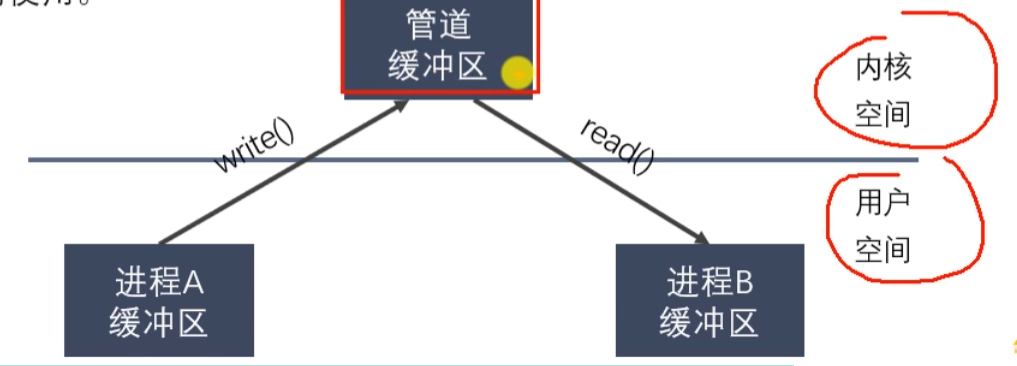 使用。
管道
缓冲区
内核
空间
write()
read()
用户
空间
进程A
缓冲区
进程B
缓冲区